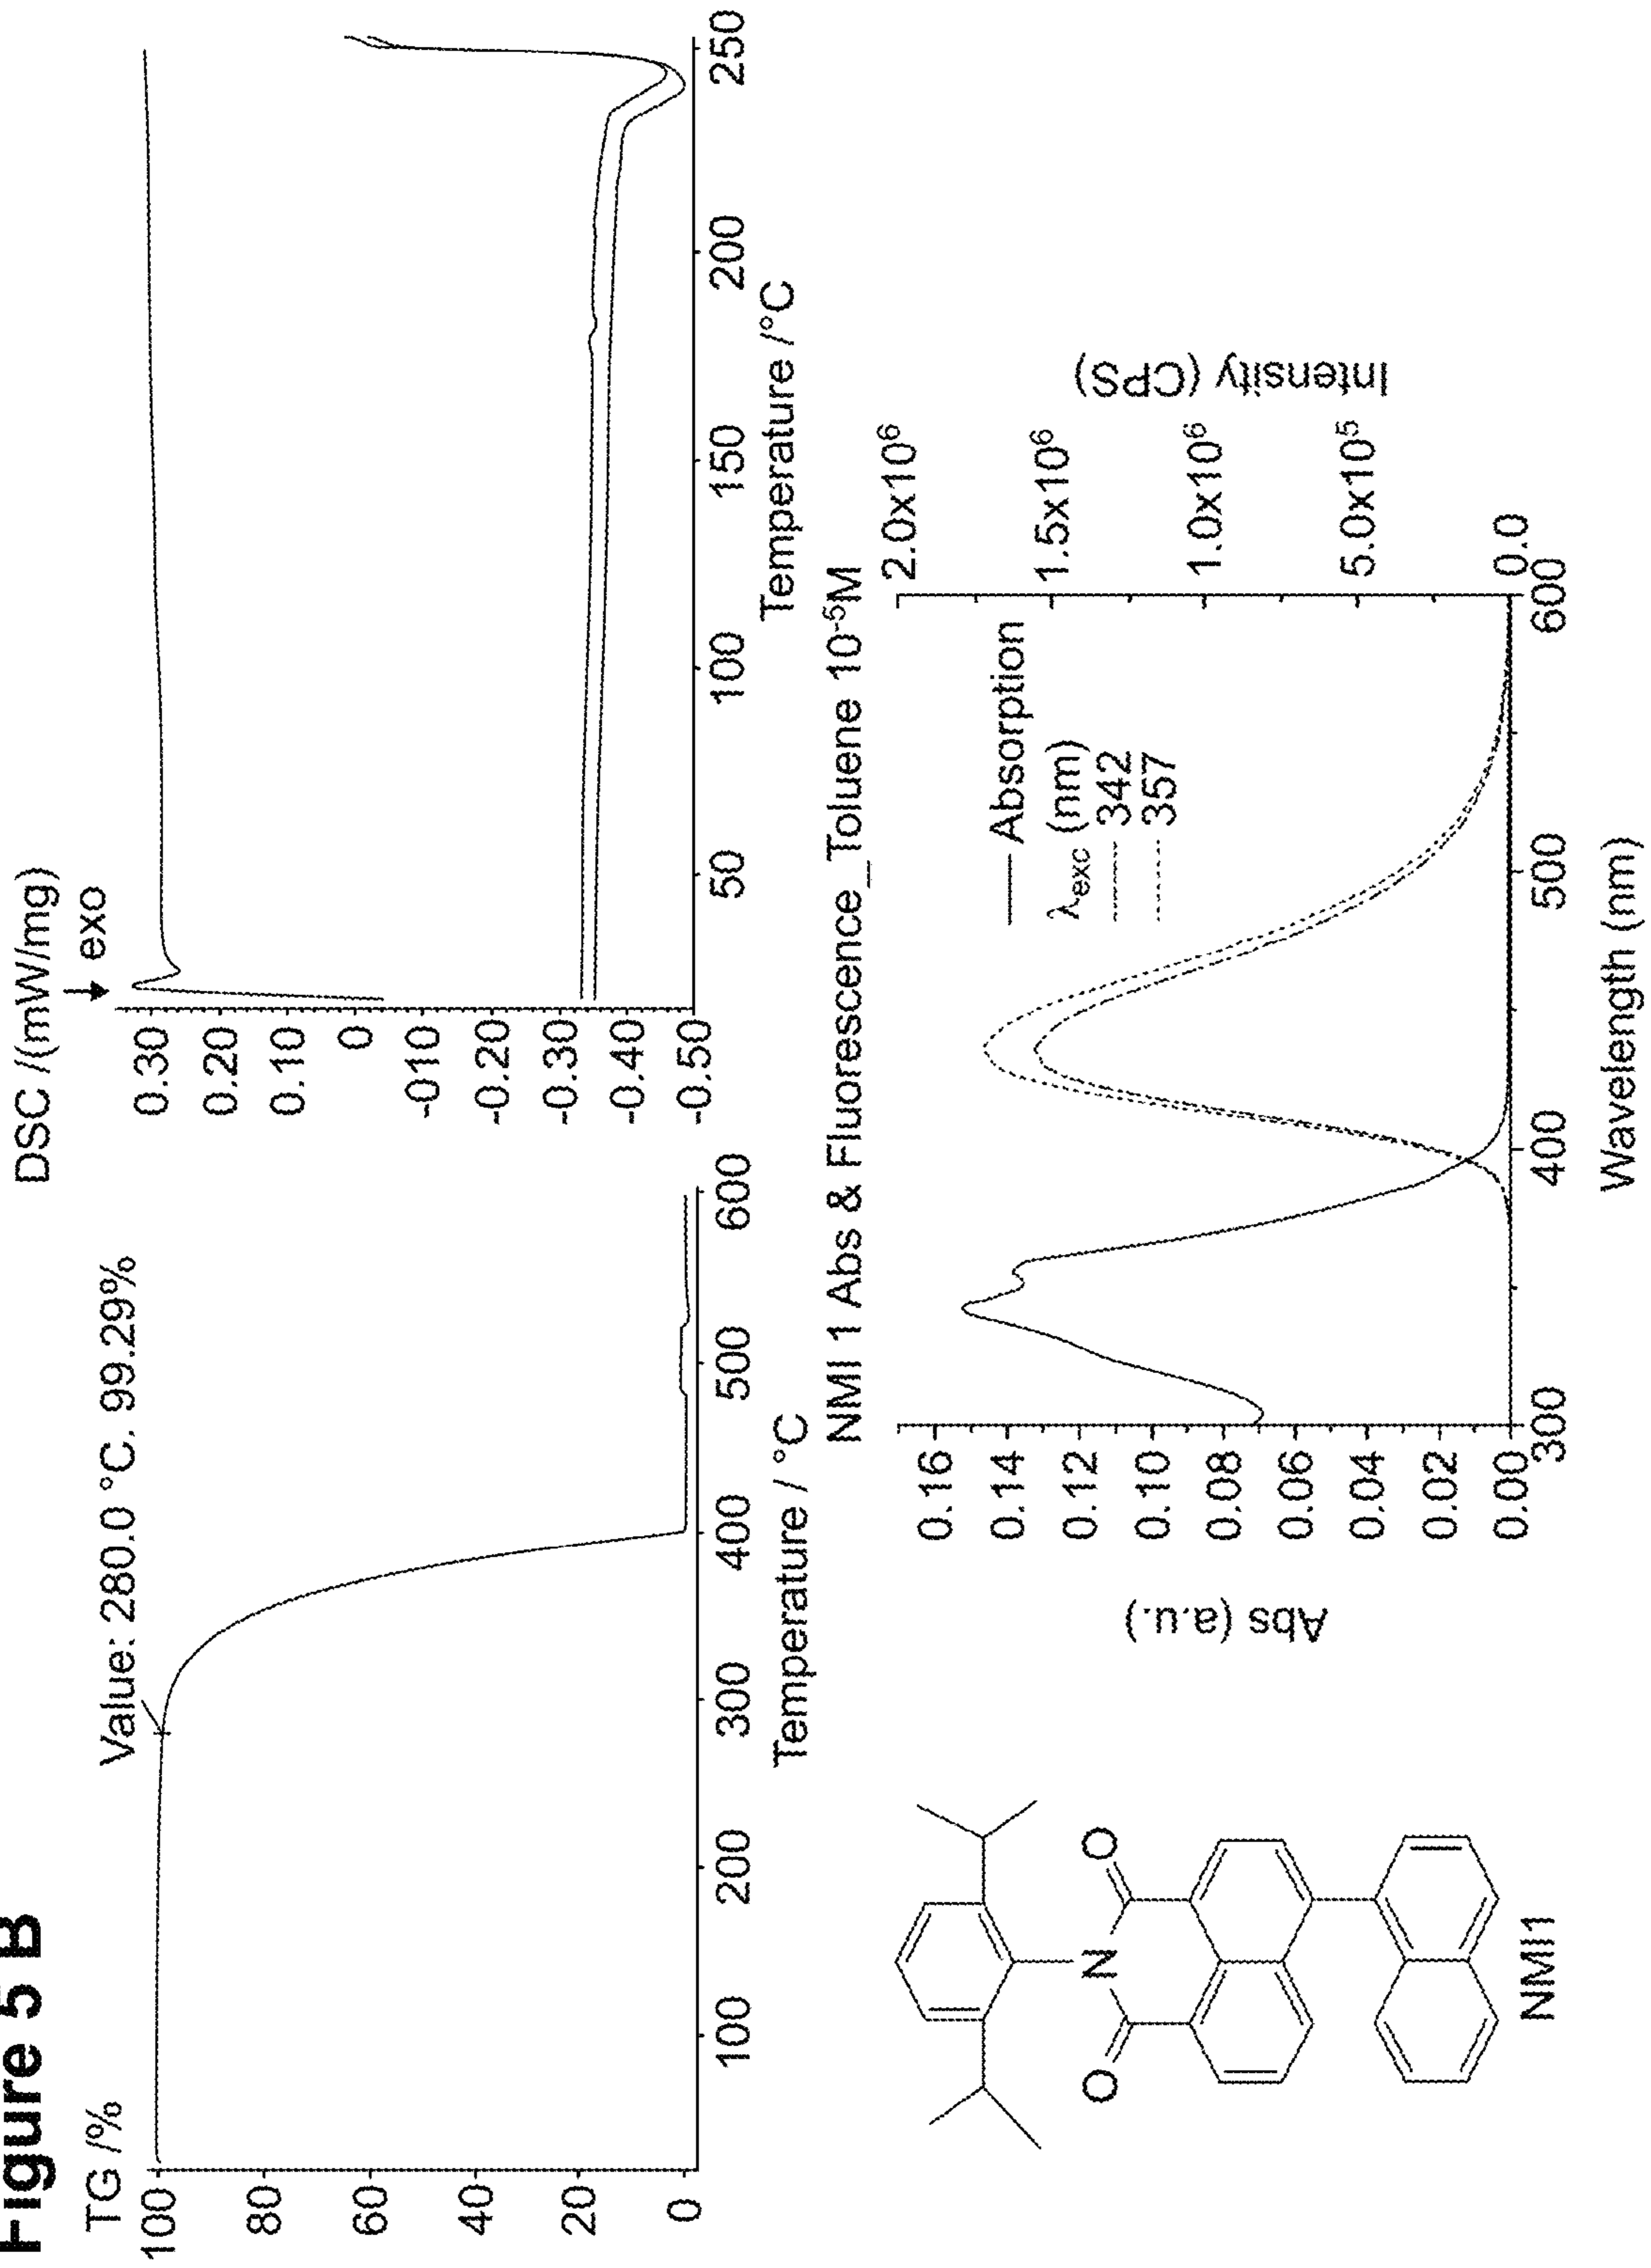 Figure 5 B
TG /%
100
80
60
40
20
0
Value: 280.0 °C. 99.29%
100
200
300
400
500
600
Temperature / °C
DSC /(mW/mg)
exo
0.30
0.20
0.10
0
-010
-0.20
-0.30
-0.40
-0.50
50
100
150
200
250
Temperature /°C
O
N
O
NMI1
NMI 1 Abs & Fluorescence_Toluene 10⁻⁵M
Abs (a.u.)
0.16
0.14
0.12
0.10
0.08
0.06
0.04
0.02
0.00
Absorption
λexc (nm)
342
357
300
400
500
600
Wavelength (nm)
2.0x10⁶
1.5x10⁶
1.0x10⁶
5.0x10⁵
0.0
Intensity (CPS)